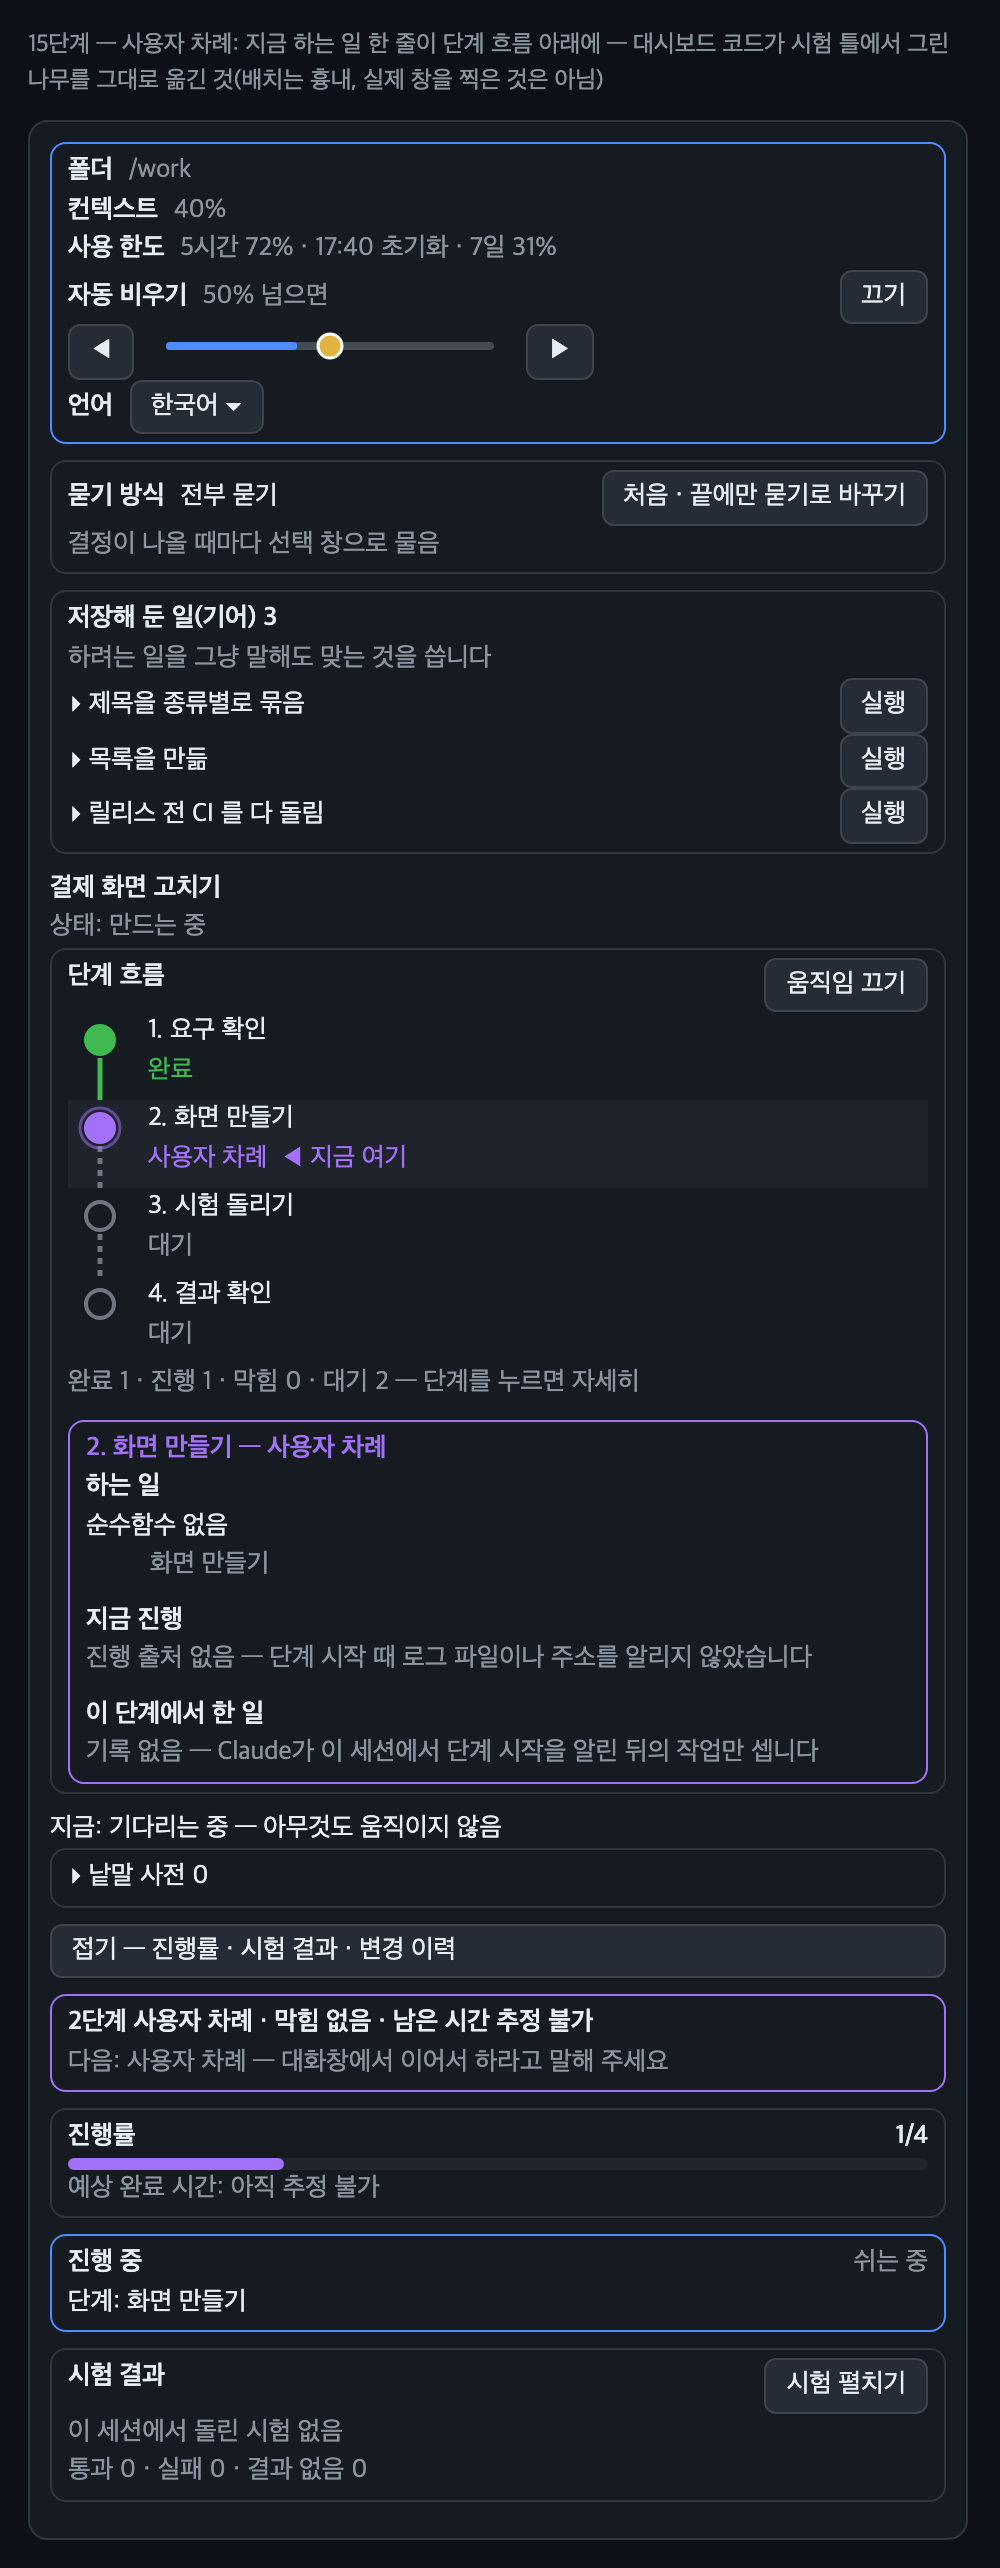 15단계 — 사용자 차례: 지금 하는 일 한 줄이 단계 흐름 아래에 — 대시보드 코드가 시험 틀에서 그린
나무를 그대로 옮긴 것(배치는 흉내, 실제 창을 찍은 것은 아님)
폴더 /work
컨텍스트 40%
사용 한도 5시간 72% · 17:40 초기화 · 7일 31%
자동 비우기 50% 넘으면 끄기
◀ ▶
언어 한국어 ▾
묻기 방식 전부 묻기 처음 · 끝에만 묻기로 바꾸기
결정이 나올 때마다 선택 창으로 물음
저장해 둔 일(기어) 3
하려는 일을 그냥 말해도 맞는 것을 씁니다
▸ 제목을 종류별로 묶음 실행
▸ 목록을 만듦 실행
▸ 릴리스 전 CI 를 다 돌림 실행
결제 화면 고치기
상태: 만드는 중
단계 흐름 움직임 끄기
1. 요구 확인
완료
2. 화면 만들기
사용자 차례 ◀ 지금 여기
3. 시험 돌리기
대기
4. 결과 확인
대기
완료 1 · 진행 1 · 막힘 0 · 대기 2 — 단계를 누르면 자세히
2. 화면 만들기 — 사용자 차례
하는 일
순수함수 없음
화면 만들기
지금 진행
진행 출처 없음 — 단계 시작 때 로그 파일이나 주소를 알리지 않았습니다
이 단계에서 한 일
기록 없음 — Claude가 이 세션에서 단계 시작을 알린 뒤의 작업만 셉니다
지금: 기다리는 중 — 아무것도 움직이지 않음
▸ 낱말 사전 0
접기 — 진행률 · 시험 결과 · 변경 이력
2단계 사용자 차례 · 막힘 없음 · 남은 시간 추정 불가
다음: 사용자 차례 — 대화창에서 이어서 하라고 말해 주세요
진행률 1/4
예상 완료 시간: 아직 추정 불가
진행 중 쉬는 중
단계: 화면 만들기
시험 결과 시험 펼치기
이 세션에서 돌린 시험 없음
통과 0 · 실패 0 · 결과 없음 0